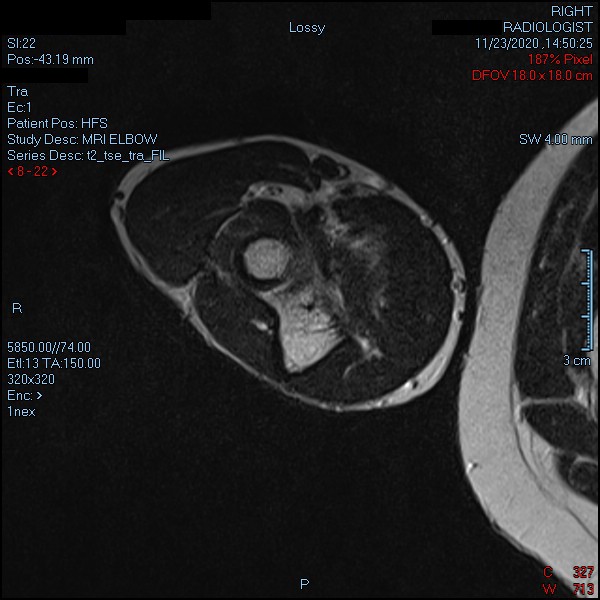 Lossy
RIGHT
RADIOLOGIST
11/23/2020 ,14:50:25
187% Pixel
DFOV 18.0 x 18.0 cm
SW 4.00 mm
SI:22
Pos:-43.19 mm
Tra
Ec:1
Patient Pos: HFS
Study Desc: MRI ELBOW
Series Desc: t2_tse_tra_FIL
< 8 - 22 >
R
5850.00//74.00
Etl:13 TA:150.00
320x320
Enc: >
1nex
3 cm
P
C 327
W 713